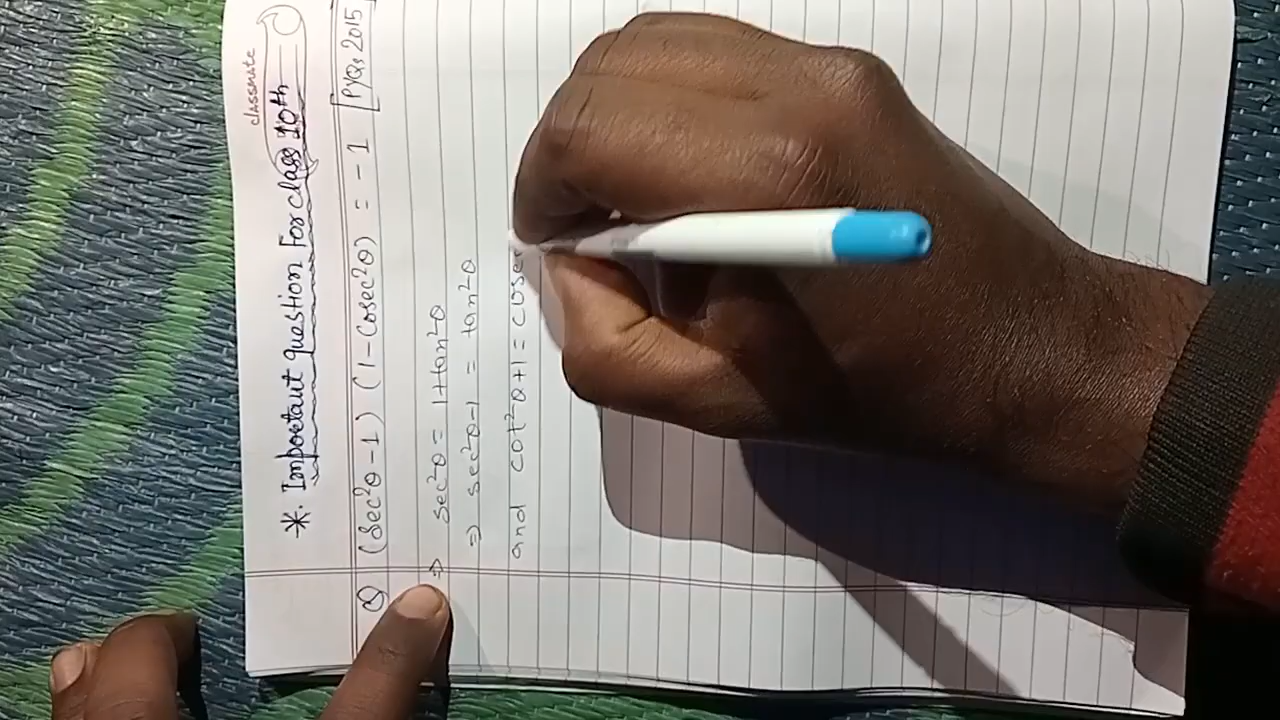 classmate
*. Important Question For class 10th
Q (Sec²θ-1) (1-Cosec²θ) = -1 [PYQs 2015]
⇒ sec²θ = 1+tan²θ
⇒ sec²θ-1 = tan²θ
and cot²θ+1 = cose